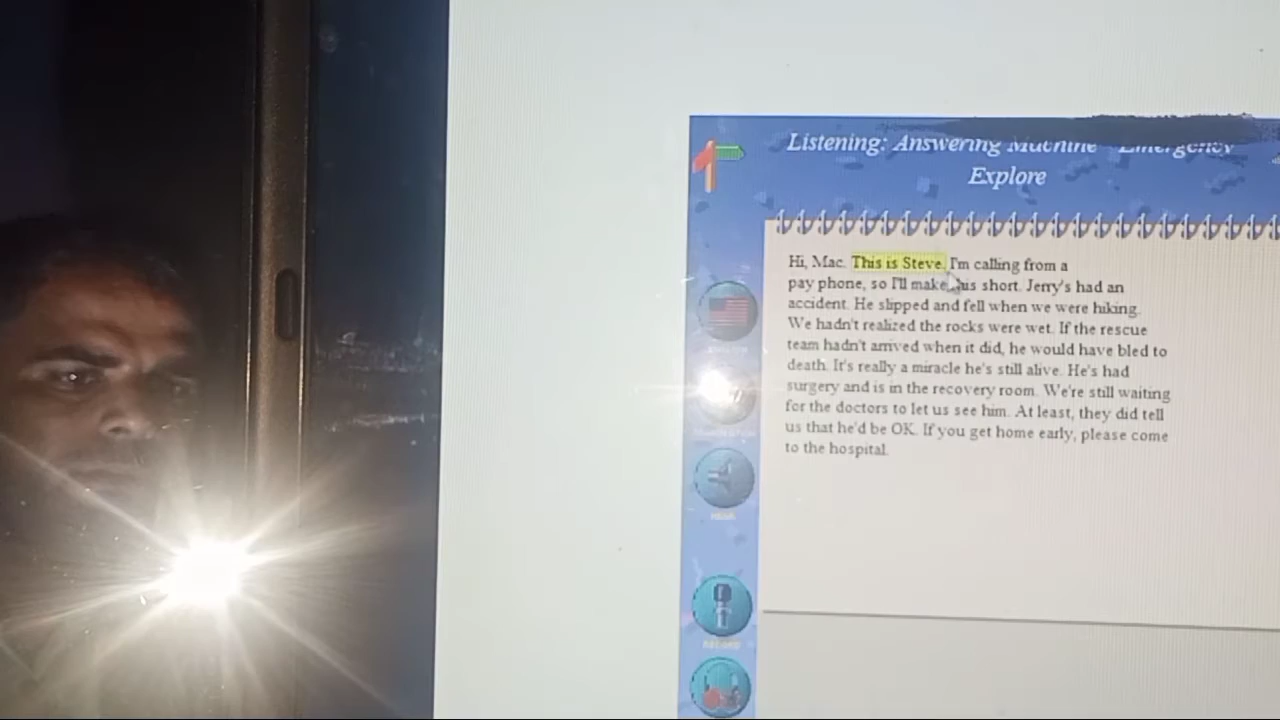 Listening: Answering Machine - Emergency
Explore
Hi, Mac. This is Steve. I'm calling from a
pay phone, so I'll make this short. Jerry's had an
accident. He slipped and fell when we were hiking.
We hadn't realized the rocks were wet. If the rescue
team hadn't arrived when it did, he would have bled to
death. It's really a miracle he's still alive. He's had
surgery and is in the recovery room. We're still waiting
for the doctors to let us see him. At least, they did tell
us that he'd be OK. If you get home early, please come
to the hospital.
HEAR
RECORD